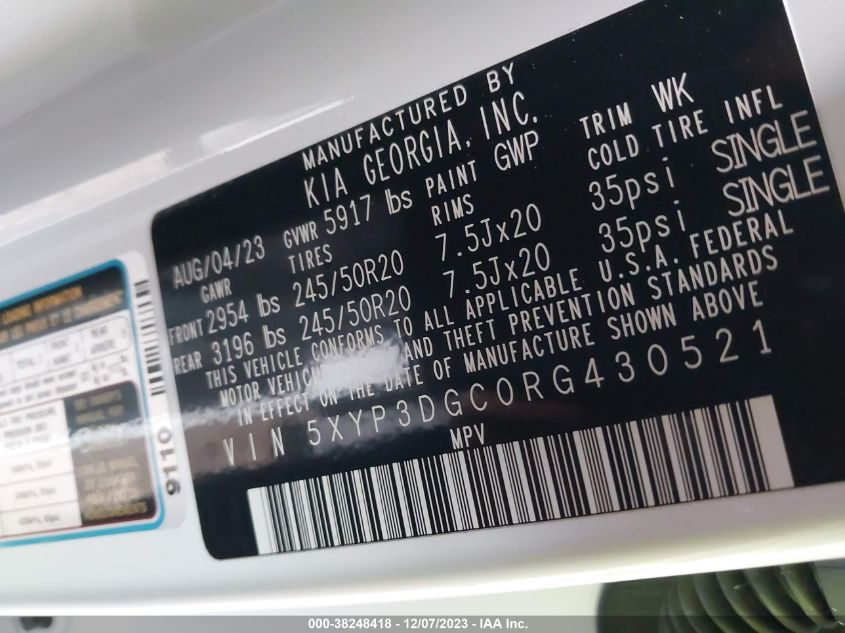 MANUFACTURED BY
KIA GEORGIA, INC.
AUG/04/23 GVWR 5917 lbs PAINT GWP TRIM WK
GAWR TIRES RIMS COLD TIRE INFL
FRONT 2954 lbs 245/50R20 7.5Jx20 35psi SINGLE
REAR 3196 lbs 245/50R20 7.5Jx20 35psi SINGLE
THIS VEHICLE CONFORMS TO ALL APPLICABLE U.S.A. FEDERAL
MOTOR VEHIC AND THEFT PREVENTION STANDARDS
IN EFFECT ON THE DATE OF MANUFACTURE SHOWN ABOVE
VIN 5XYP3DGC0RG430521
MPV
9110
000-38248418 - 12/07/2023 - IAA Inc.